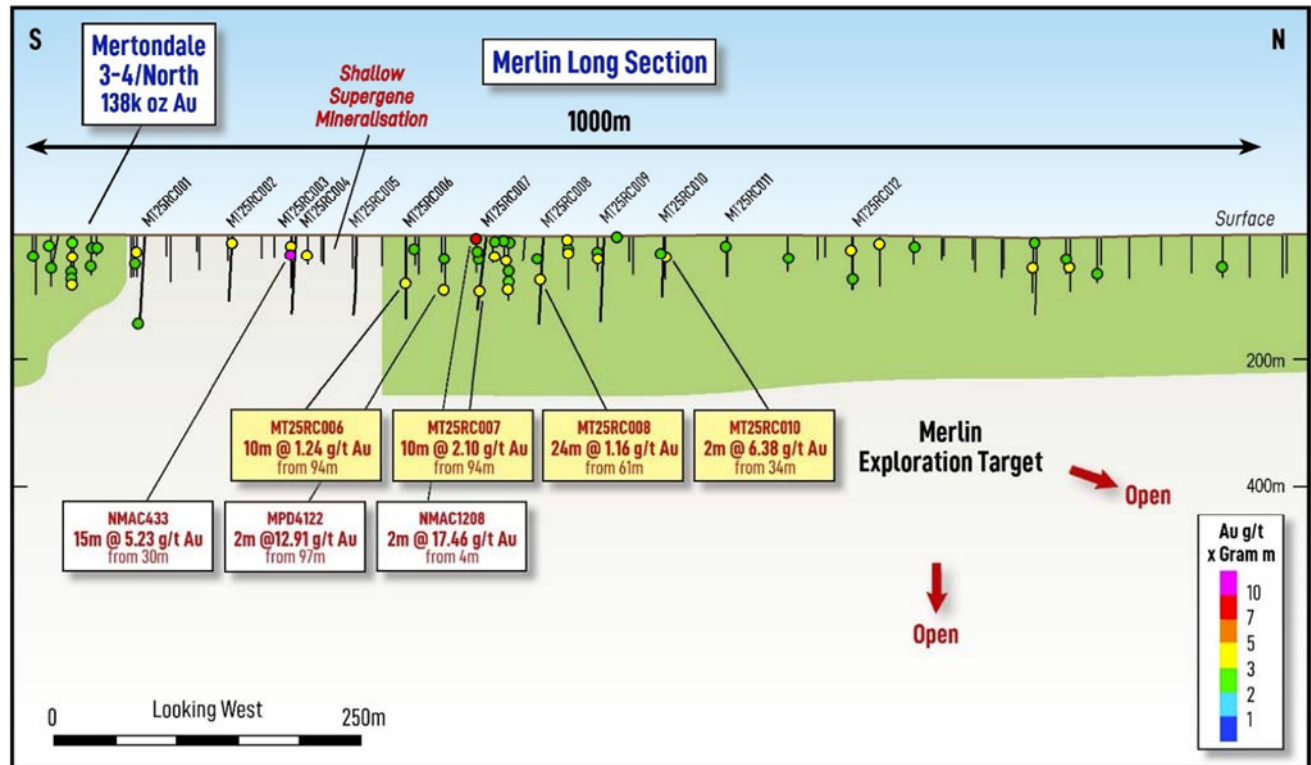 S
N
Mertondale
3-4/North
138k oz Au
Merlin Long Section
Shallow
Supergene
Mineralisation
1000m
MT25RC001
MT25RC002
MT25RC003
MT25RC004
MT25RC005
MT25RC006
MT25RC007
MT25RC008
MT25RC009
MT25RC010
MT25RC011
MT25RC012
Surface
200m
MT25RC006
10m @ 1.24 g/t Au
from 94m
MT25RC007
10m @ 2.10 g/t Au
from 94m
MT25RC008
24m @ 1.16 g/t Au
from 61m
MT25RC010
2m @ 6.38 g/t Au
from 34m
Merlin
Exploration Target
Open
400m
NMAC433
15m @ 5.23 g/t Au
from 30m
MPD4122
2m @12.91 g/t Au
from 97m
NMAC1208
2m @ 17.46 g/t Au
from 4m
Open
Au g/t
x Gram m
10
7
5
3
2
1
Looking West
0
250m